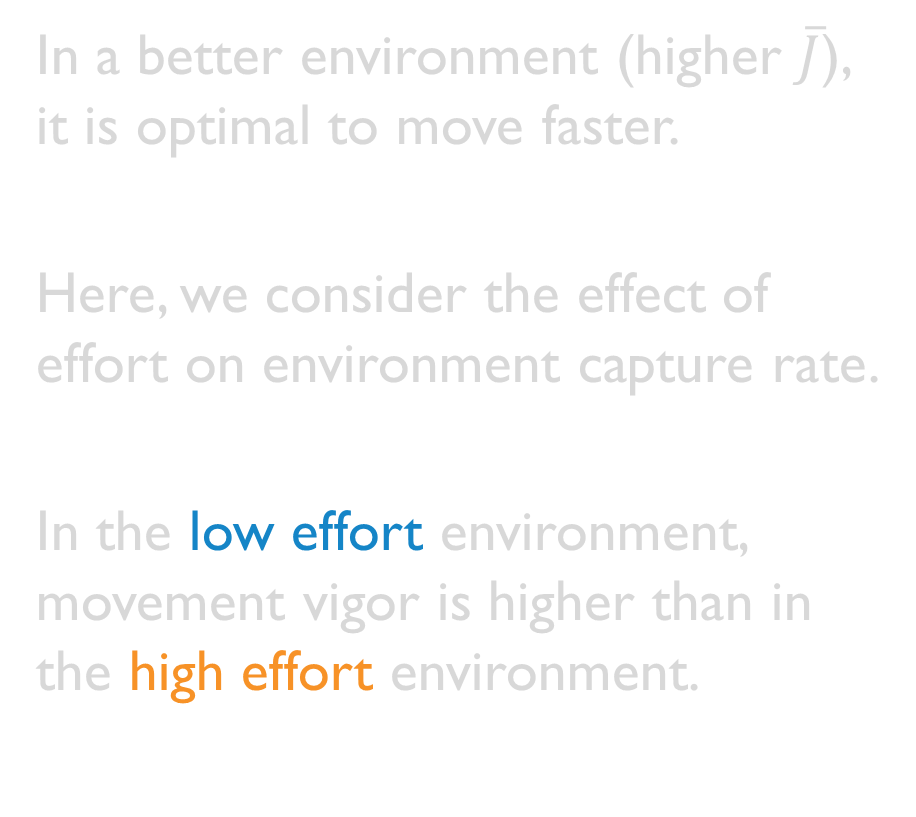 In a better environment (higher J̄),
it is optimal to move faster.
Here, we consider the effect of
effort on environment capture rate.
In the low effort environment,
movement vigor is higher than in
the high effort environment.